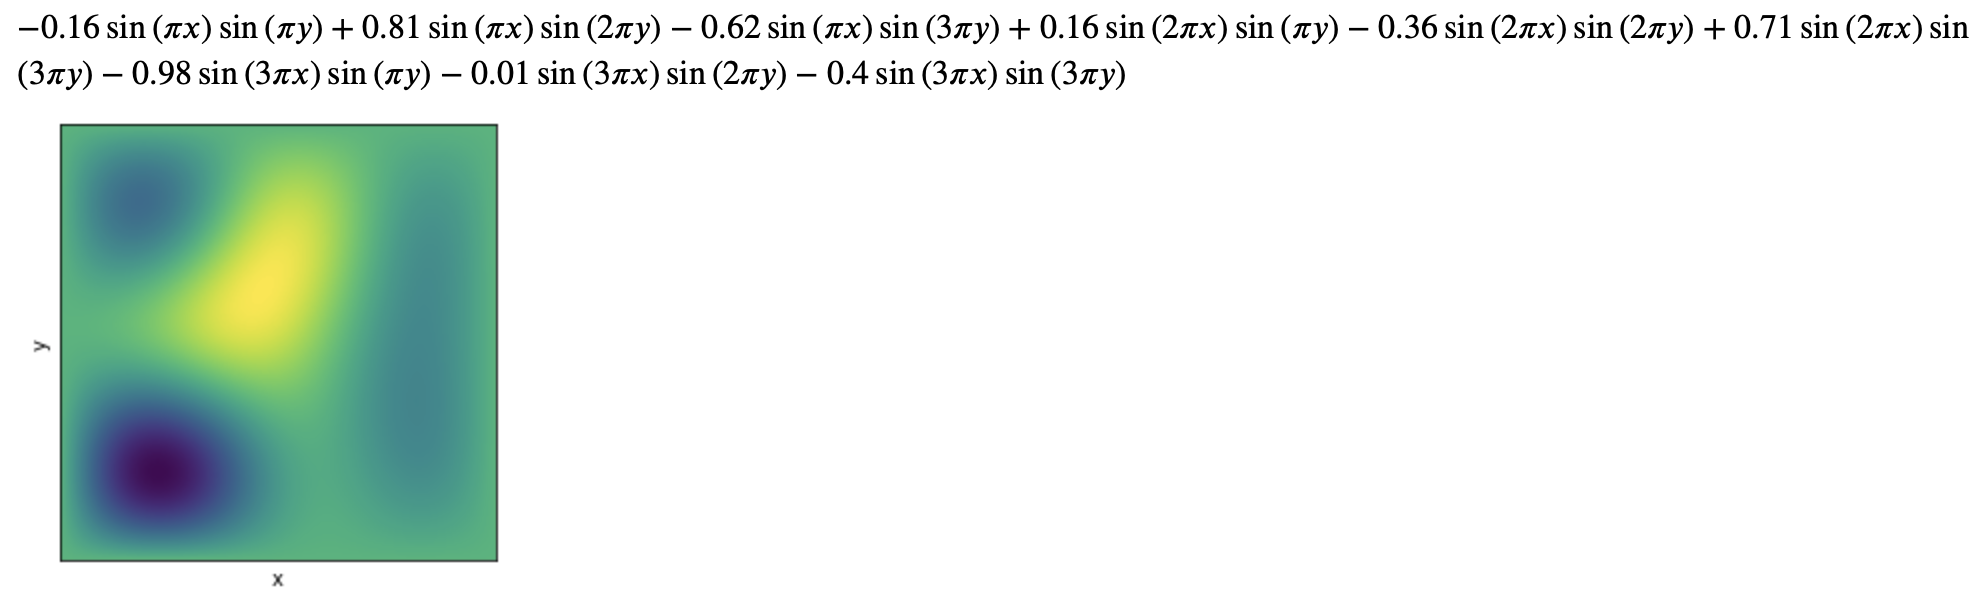 −0.16 sin (πx) sin (πy) + 0.81 sin (πx) sin (2πy) − 0.62 sin (πx) sin (3πy) + 0.16 sin (2πx) sin (πy) − 0.36 sin (2πx) sin (2πy) + 0.71 sin (2πx) sin
(3πy) − 0.98 sin (3πx) sin (πy) − 0.01 sin (3πx) sin (2πy) − 0.4 sin (3πx) sin (3πy)
y
x